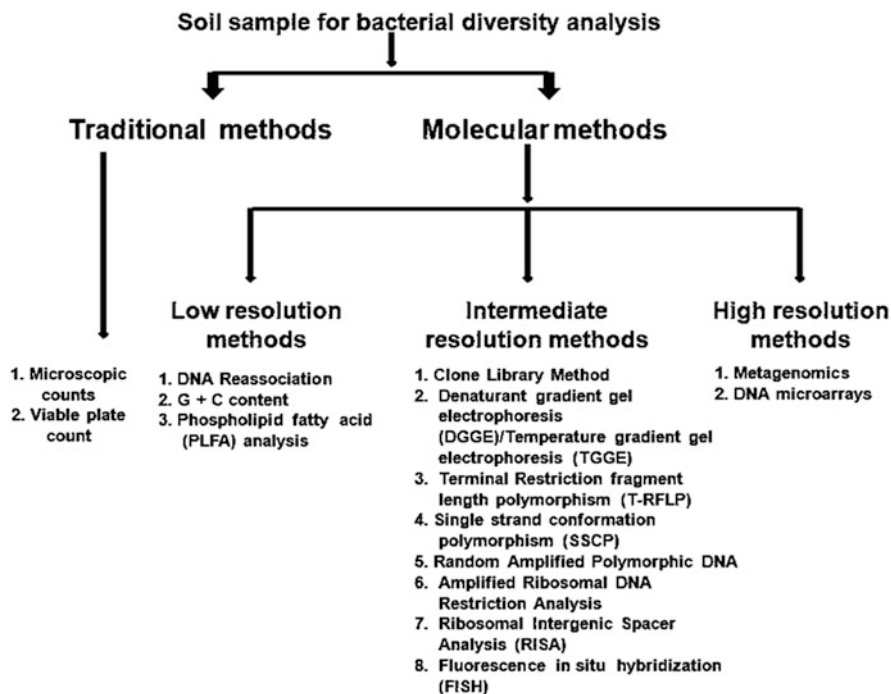 Soil sample for bacterial diversity analysis
Traditional methods
Molecular methods
Low resolution
methods
Intermediate
resolution methods
High resolution
methods
1. Microscopic
counts
2. Viable plate
count
1. DNA Reassociation
2. G + C content
3. Phospholipid fatty acid
(PLFA) analysis
1. Clone Library Method
2. Denaturant gradient gel
electrophoresis
(DGGE)/Temperature gradient gel
electrophoresis (TGGE)
3. Terminal Restriction fragment
length polymorphism (T-RFLP)
4. Single strand conformation
polymorphism (SSCP)
5. Random Amplified Polymorphic DNA
6. Amplified Ribosomal DNA
Restriction Analysis
7. Ribosomal Intergenic Spacer
Analysis (RISA)
8. Fluorescence in situ hybridization
(FISH)
1. Metagenomics
2. DNA microarrays